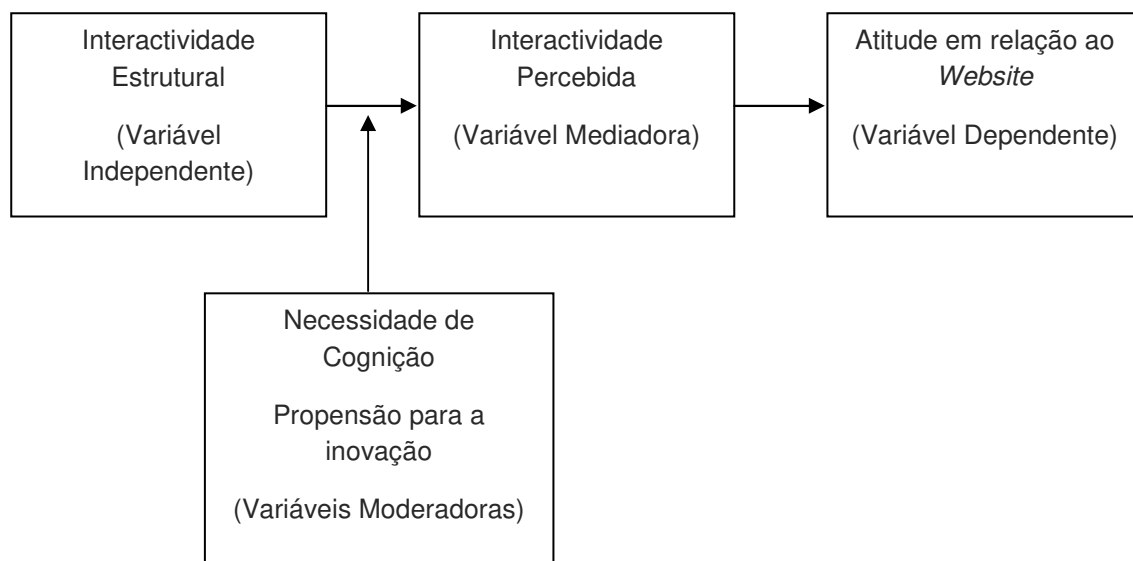 Interactividade
Estrutural
(Variável
Independente)
Interactividade
Percebida
(Variável Mediadora)
Atitude em relação ao
Website
(Variável Dependente)
Necessidade de
Cognição
Propensão para a
inovação
(Variáveis Moderadoras)